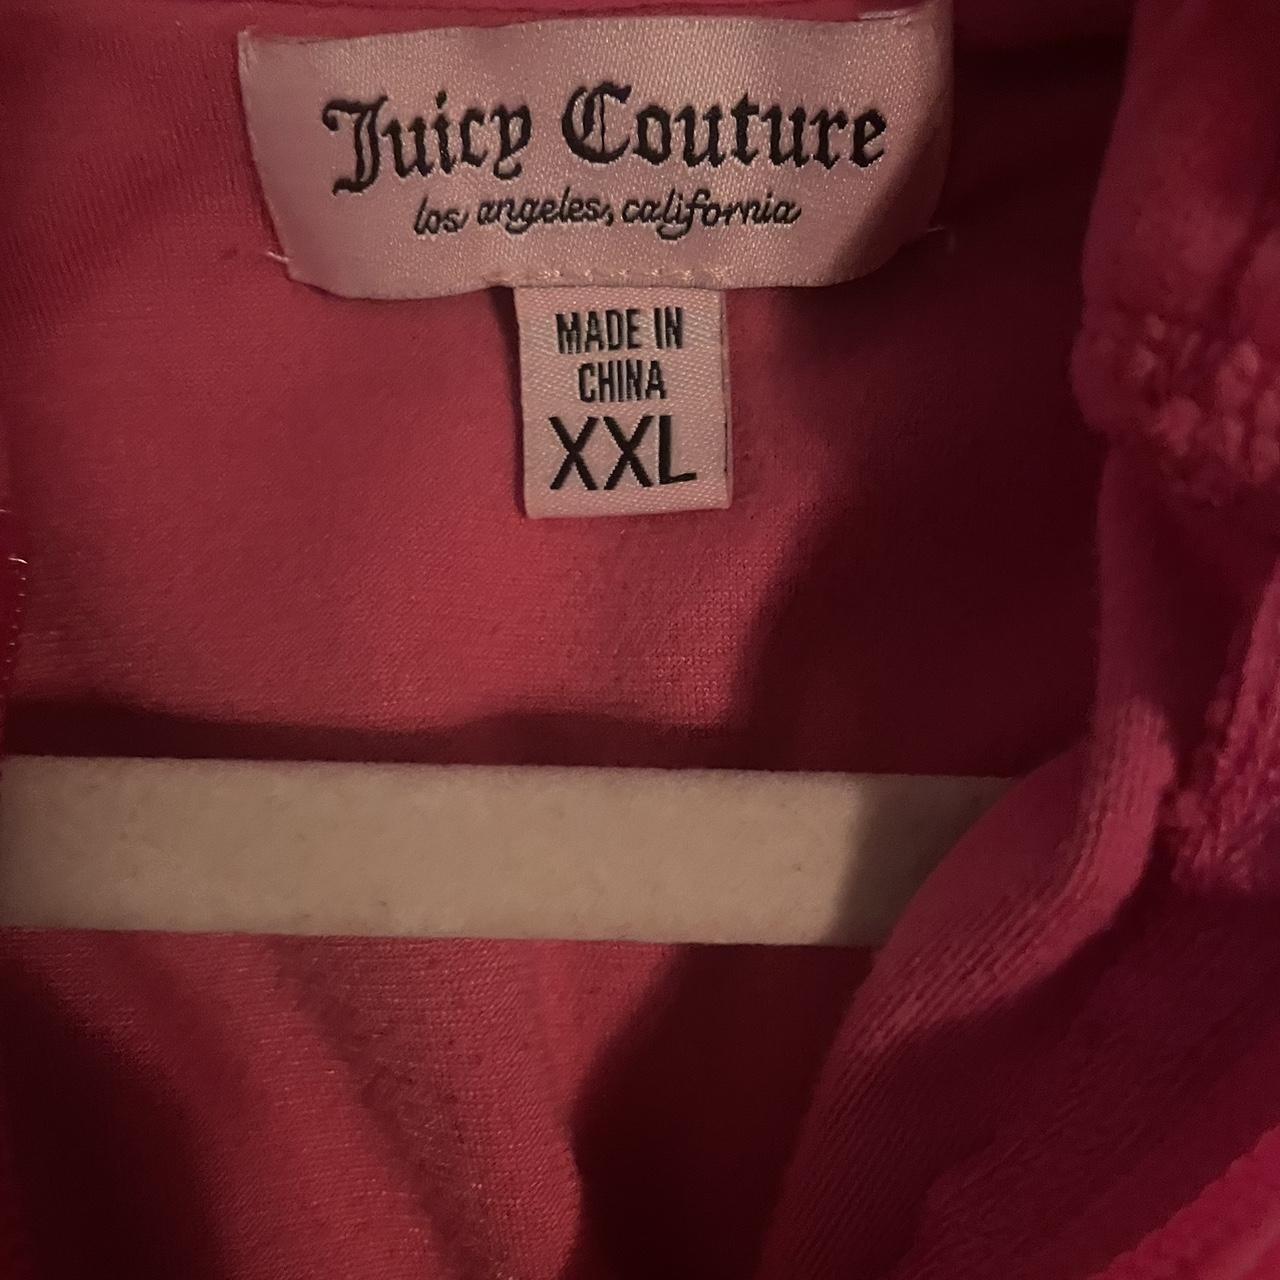 Juicy Couture
los angeles, california
MADE IN
CHINA
XXL